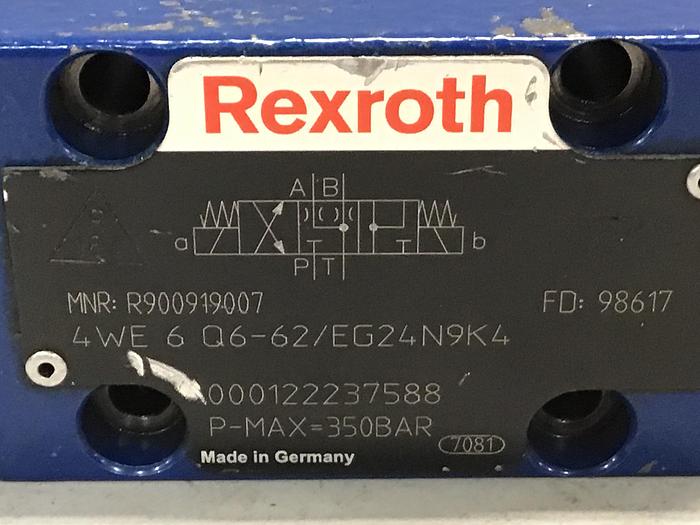 Rexroth
A B
a b
P T
MNR: R900919007 FD: 98617
4WE 6 Q6-62/EG24N9K4
000122237588
P-MAX=350BAR
7081
Made in Germany